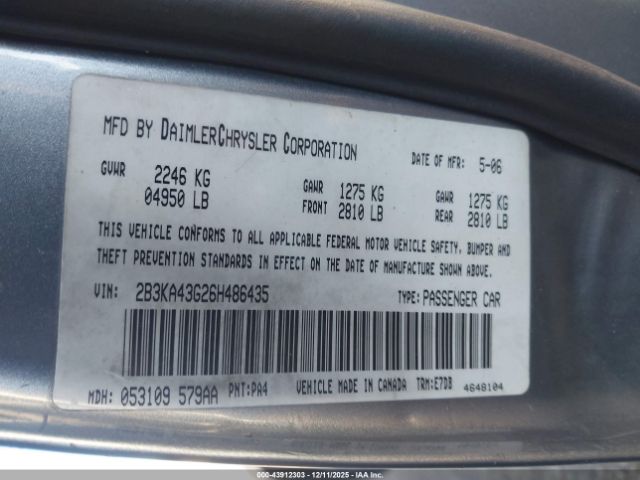 MFD BY DAIMLERCHRYSLER CORPORATION DATE OF MFR: 5-06
GVWR 2246 KG GAWR 1275 KG GAWR 1275 KG
04950 LB FRONT 2810 LB REAR 2810 LB
THIS VEHICLE CONFORMS TO ALL APPLICABLE FEDERAL MOTOR VEHICLE SAFETY, BUMPER AND
THEFT PREVENTION STANDARDS IN EFFECT ON THE DATE OF MANUFACTURE SHOWN ABOVE.
VIN: 2B3KA43G26H486435 TYPE: PASSENGER CAR
MDH: 053109 579AA PNT:PA4 VEHICLE MADE IN CANADA TRM:E7DB 4648104
000-43912303 - 12/11/2025 - IAA Inc.